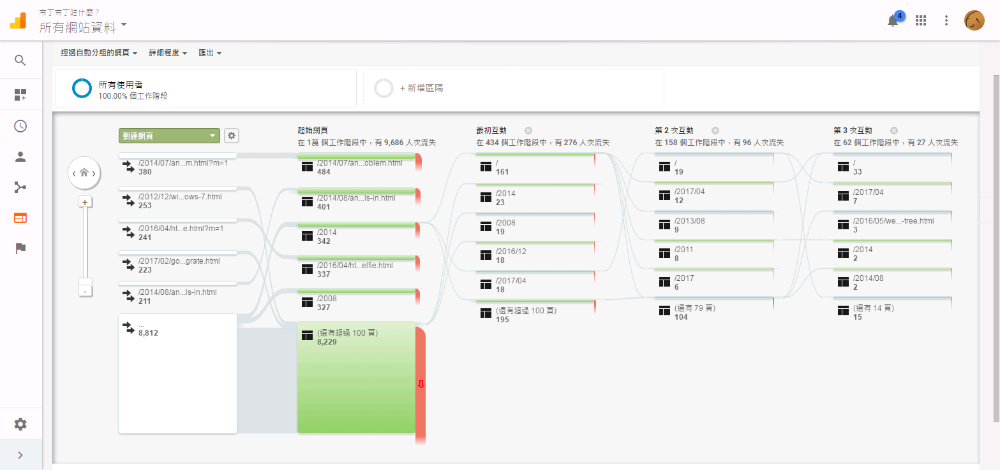 布丁布丁吃什麼？
所有網站資料
4
經過自動分組的網頁 詳細程度 匯出
所有使用者
100.00% 個工作階段
+ 新增區隔
到達網頁
/2014/07/an...m.html?m=1
380
/2012/12/wi...ows-7.html
253
/2016/04/ht...e.html?m=1
241
/2017/02/go...grate.html
223
/2014/08/an...ls-in.html
211
...
8,812
+
-
起始網頁
在 1萬 個工作階段中，有 9,686 人次流失
/2014/07/an...oblem.html
484
/2014/08/an...ls-in.html
401
/2014
342
/2016/04/ht...elfie.html
337
/2008
327
(還有超過 100 頁)
8,229
最初互動
在 434 個工作階段中，有 276 人次流失
/
161
/2014
23
/2008
19
/2016/12
18
/2017/04
18
(還有超過 100 頁)
195
第 2 次互動
在 158 個工作階段中，有 96 人次流失
/
19
/2017/04
12
/2013/08
9
/2011
8
/2017
6
(還有 79 頁)
104
第 3 次互動
在 62 個工作階段中，有 27 人次流失
/
33
/2017/04
7
/2016/05/we...-tree.html
3
/2014
2
/2014/08
2
(還有 14 頁)
15